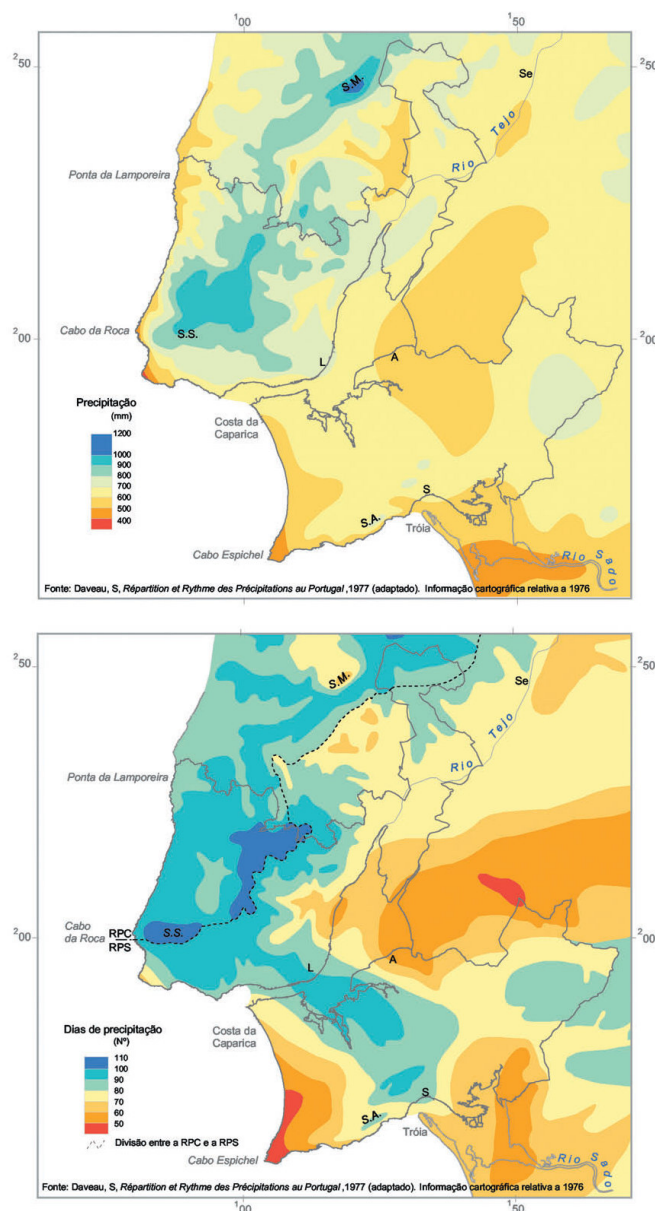 ¹00
¹50
²50
²50
S.M.
Se
Rio Tejo
Ponta da Lamporeira
Cabo da Roca
S.S.
²00
²00
L
A
Precipitação
(mm)
1200
1000
900
800
700
600
500
400
Costa da
Caparica
S
S.A.
Tróia
Cabo Espichel
Rio Sado
Fonte: Daveau, S, Répartition et Rythme des Précipitations au Portugal ,1977 (adaptado). Informação cartográfica relativa a 1976
²50
²50
S.M.
Se
Rio Tejo
Ponta da Lamporeira
Cabo
da Roca
RPC
RPS
S.S.
²00
²00
L
A
Costa da
Caparica
Dias de precipitação
(Nº)
110
100
90
80
70
60
50
Divisão entre a RPC e a RPS
S
S.A.
Tróia
Cabo Espichel
Rio Sado
Fonte: Daveau, S, Répartition et Rythme des Précipitations au Portugal ,1977 (adaptado). Informação cartográfica relativa a 1976
¹00
¹50